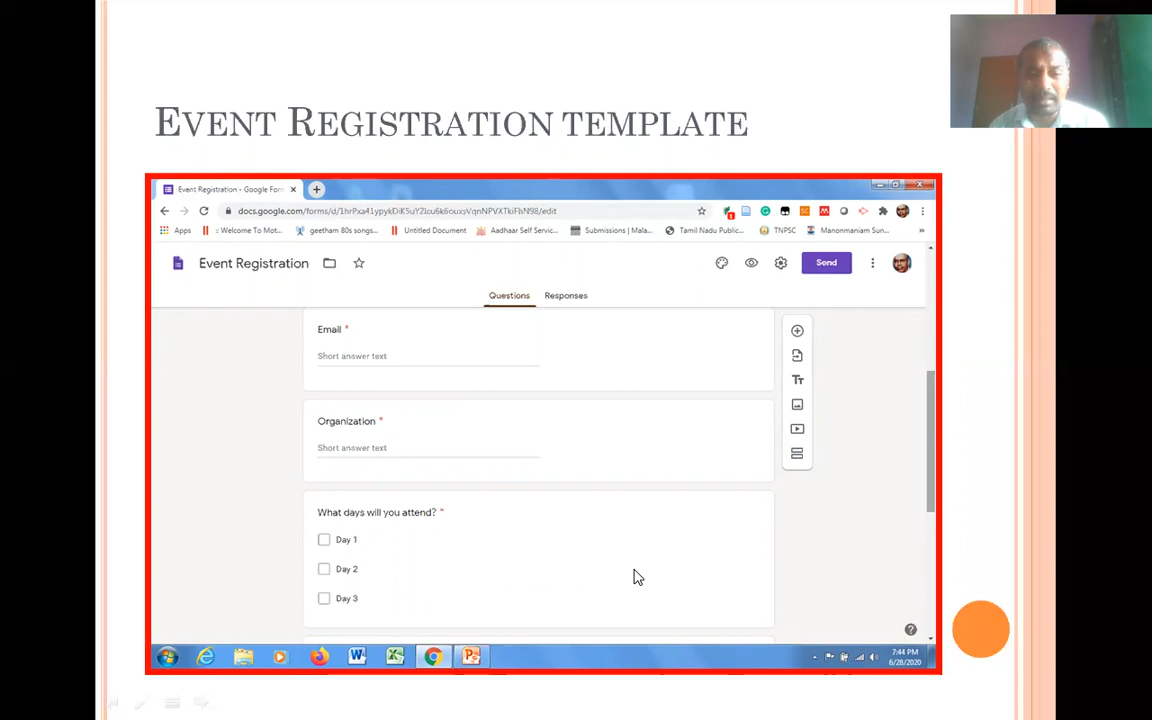 EVENT REGISTRATION TEMPLATE
Event Registration - Google Form
docs.google.com/forms/d/
Apps
:: Welcome To Mot...
geetham 80s songs...
Untitled Document
Aadhaar Self Servic...
Submissions | Mala...
Tamil Nadu Public...
TNPSC
Manonmaniam Sun...
»
Event Registration
Send
Questions
Responses
Email *
Short answer text
Organization *
Short answer text
What days will you attend? *
Day 1
Day 2
Day 3
7:44 PM
6/28/2020